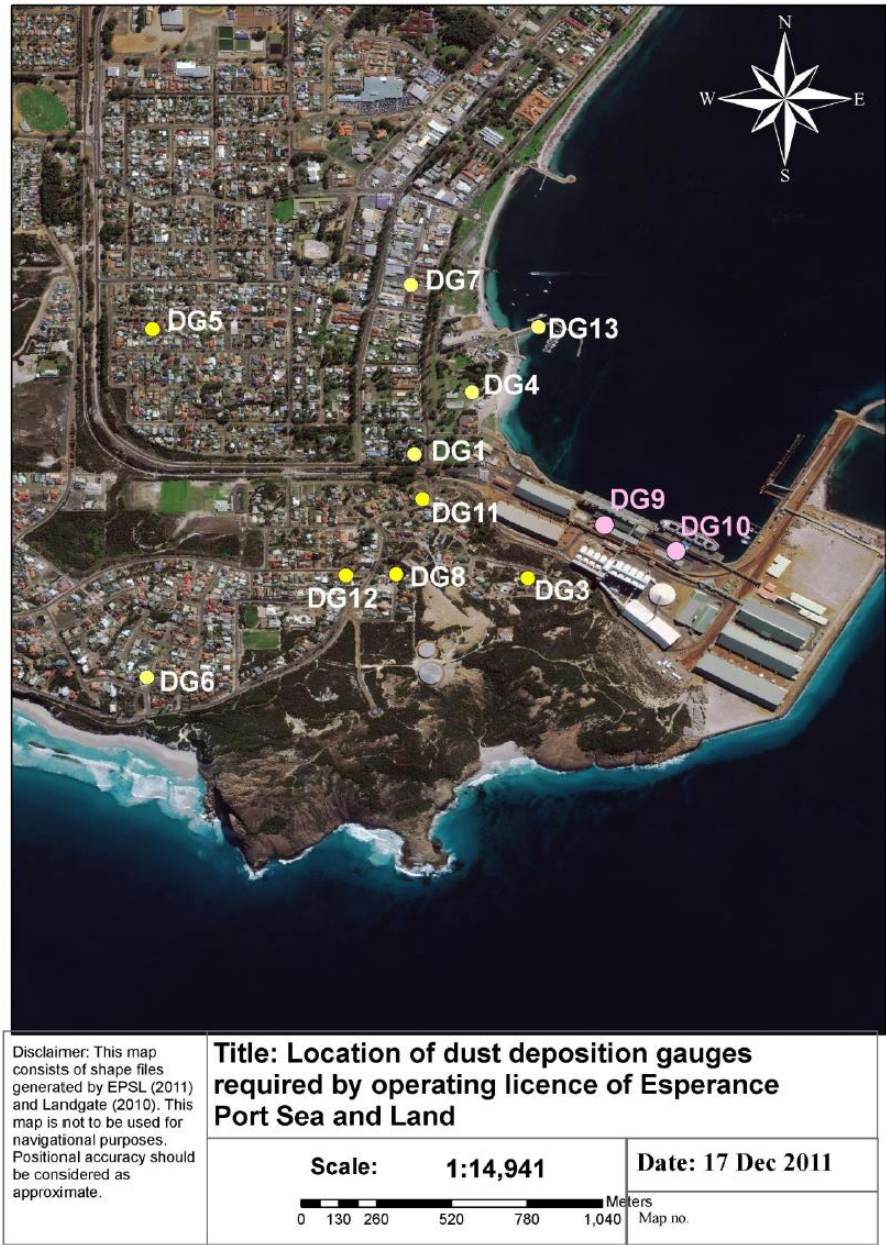 N
W
E
S
DG7
DG5
DG13
DG4
DG1
DG9
DG11
DG10
DG8
DG3
DG12
DG6
Disclaimer: This map
consists of shape files
generated by EPSL (2011)
and Landgate (2010). This
map is not to be used for
navigational purposes.
Positional accuracy should
be considered as
approximate.
Title: Location of dust deposition gauges
required by operating licence of Esperance
Port Sea and Land
Scale: 1:14,941
Meters
0 130 260 520 780 1,040
Date: 17 Dec 2011
Map no.